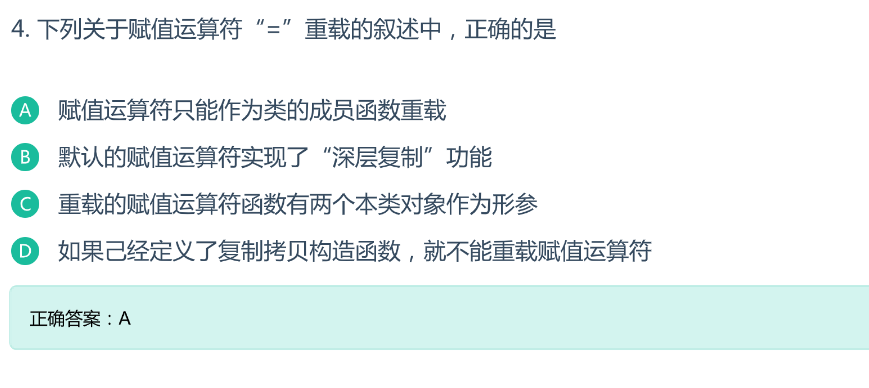 4. 下列关于赋值运算符“=”重载的叙述中，正确的是
A 赋值运算符只能作为类的成员函数重载
B 默认的赋值运算符实现了“深层复制”功能
C 重载的赋值运算符函数有两个本类对象作为形参
D 如果己经定义了复制拷贝构造函数，就不能重载赋值运算符
正确答案：A